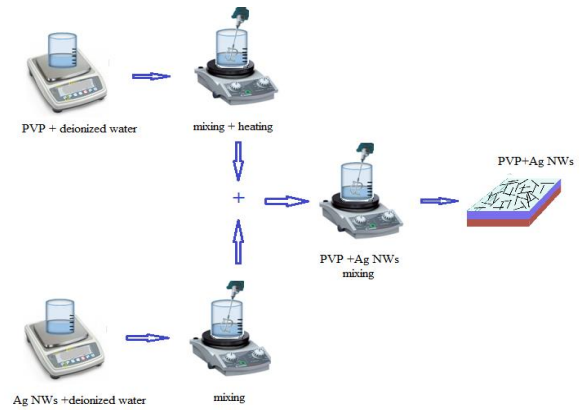 PVP + deionized water
mixing + heating
+
PVP+Ag NWs
PVP +Ag NWs
mixing
Ag NWs +deionized water
mixing